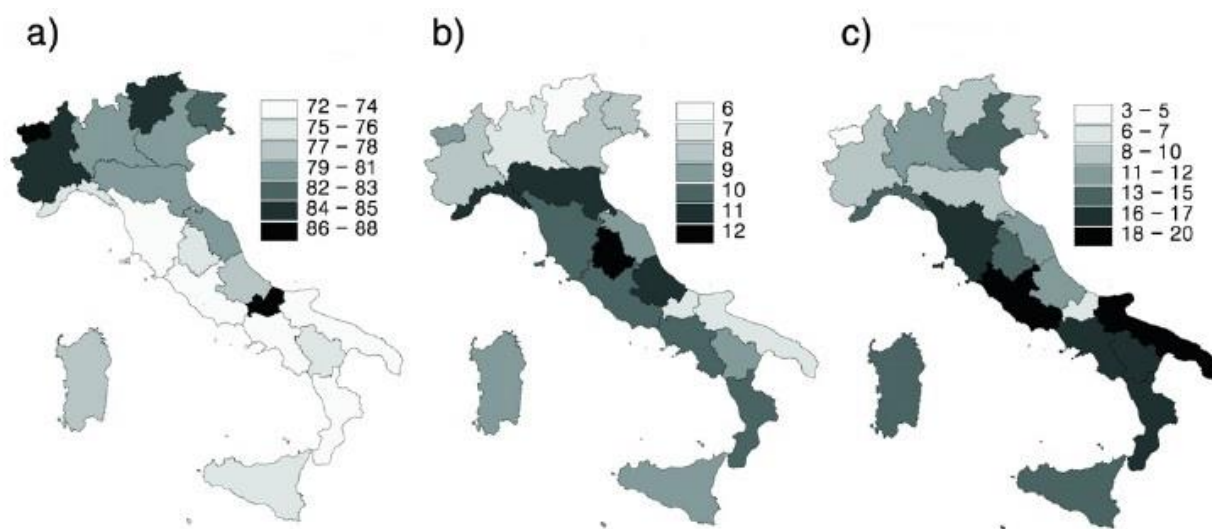 a)
72 – 74
75 – 76
77 – 78
79 – 81
82 – 83
84 – 85
86 – 88
b)
6
7
8
9
10
11
12
c)
3 – 5
6 – 7
8 – 10
11 – 12
13 – 15
16 – 17
18 – 20